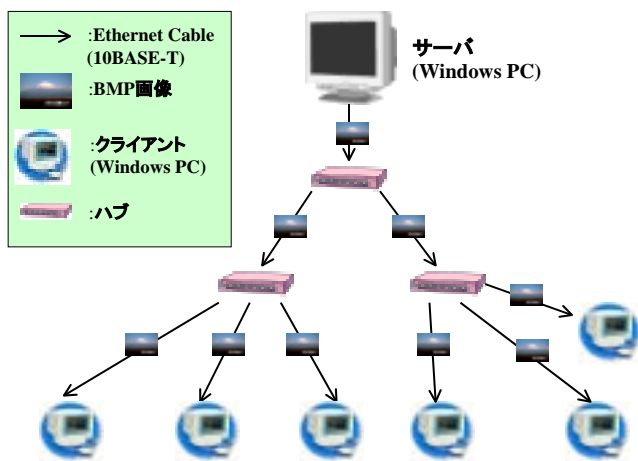 :Ethernet Cable
(10BASE-T)
:BMP画像
:クライアント
(Windows PC)
:ハブ
サーバ
(Windows PC)